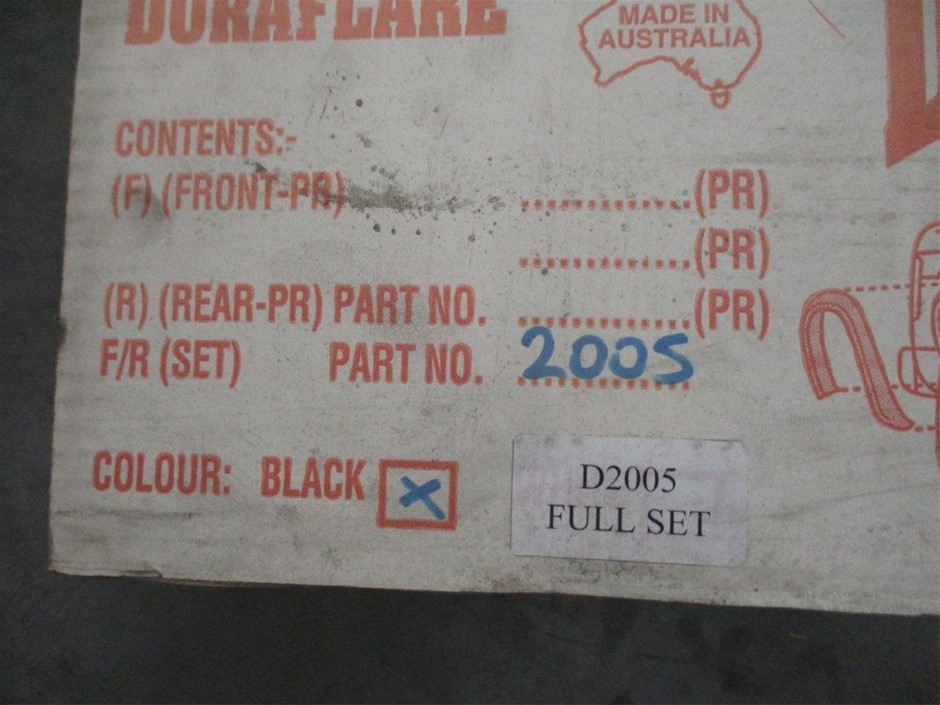 DURAFLARE
MADE IN
AUSTRALIA
CONTENTS:-
(F) (FRONT-PR) ............... (PR)
............... (PR)
(R) (REAR-PR) PART NO. ............... (PR)
F/R (SET) PART NO. 2005
COLOUR: BLACK X
D2005
FULL SET